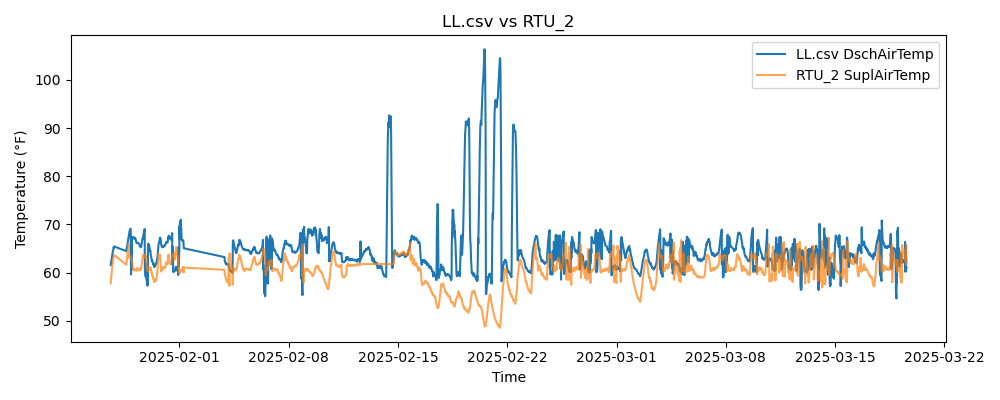 LL.csv vs RTU_2
LL.csv DschAirTemp
RTU_2 SuplAirTemp
Temperature (°F)
100
90
80
70
60
50
2025-02-01
2025-02-08
2025-02-15
2025-02-22
2025-03-01
2025-03-08
2025-03-15
2025-03-22
Time